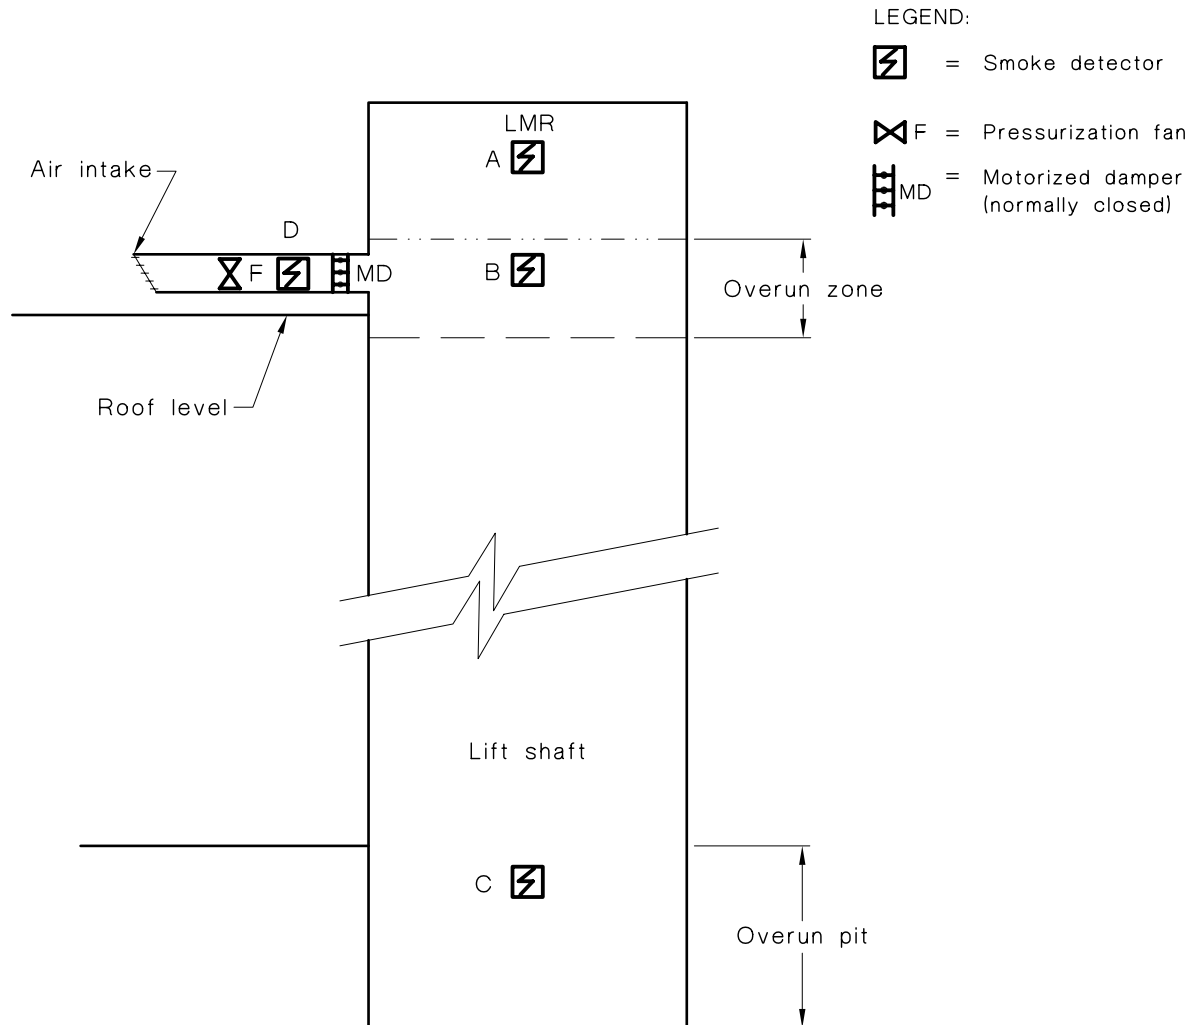 LEGEND:
= Smoke detector
F = Pressurization fan
MD = Motorized damper
(normally closed)
LMR
A
Air intake
D
F
MD
B
Overun zone
Roof level
Lift shaft
C
Overun pit